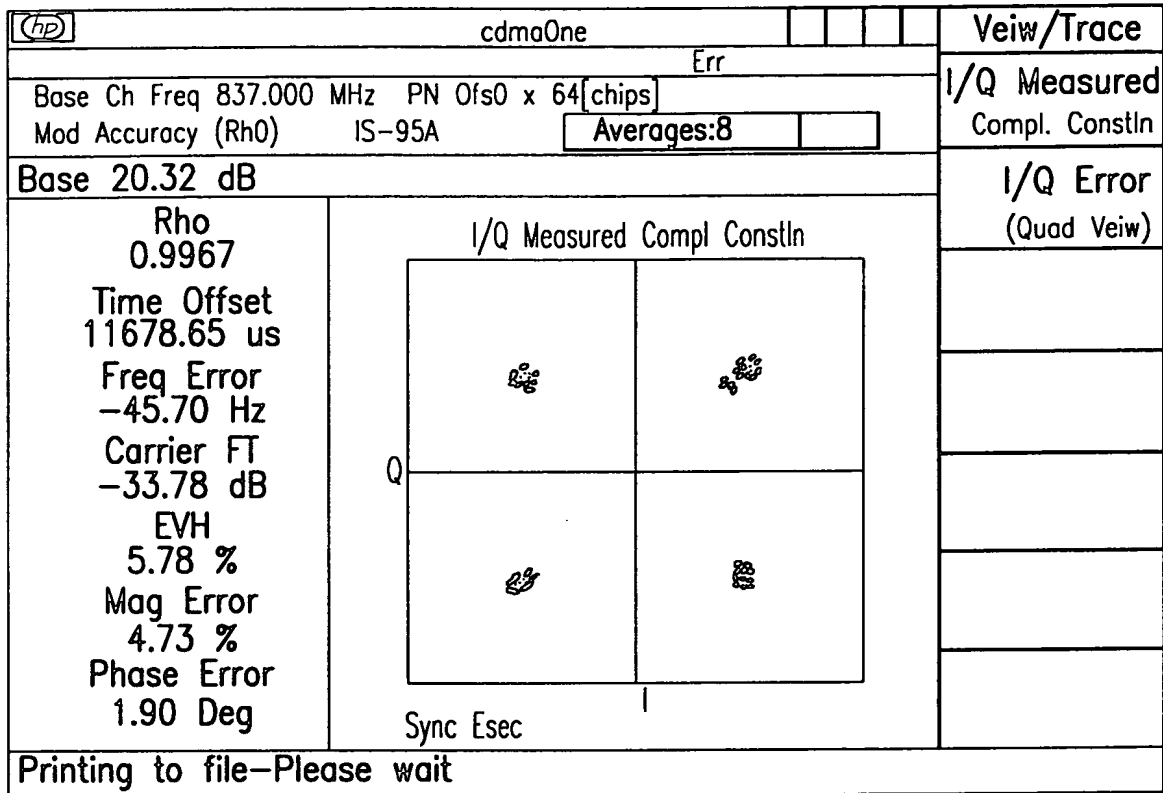 hp
cdmaOne
Err
Base Ch Freq 837.000 MHz PN Ofs0 x 64[chips]
Mod Accuracy (Rh0) IS-95A Averages:8
Base 20.32 dB
Rho
0.9967
Time Offset
11678.65 us
Freq Error
-45.70 Hz
Carrier FT
-33.78 dB
EVH
5.78 %
Mag Error
4.73 %
Phase Error
1.90 Deg
I/Q Measured Compl Constln
Q
I
Sync Esec
Printing to file-Please wait
Veiw/Trace
I/Q Measured
Compl. Constln
I/Q Error
(Quad Veiw)